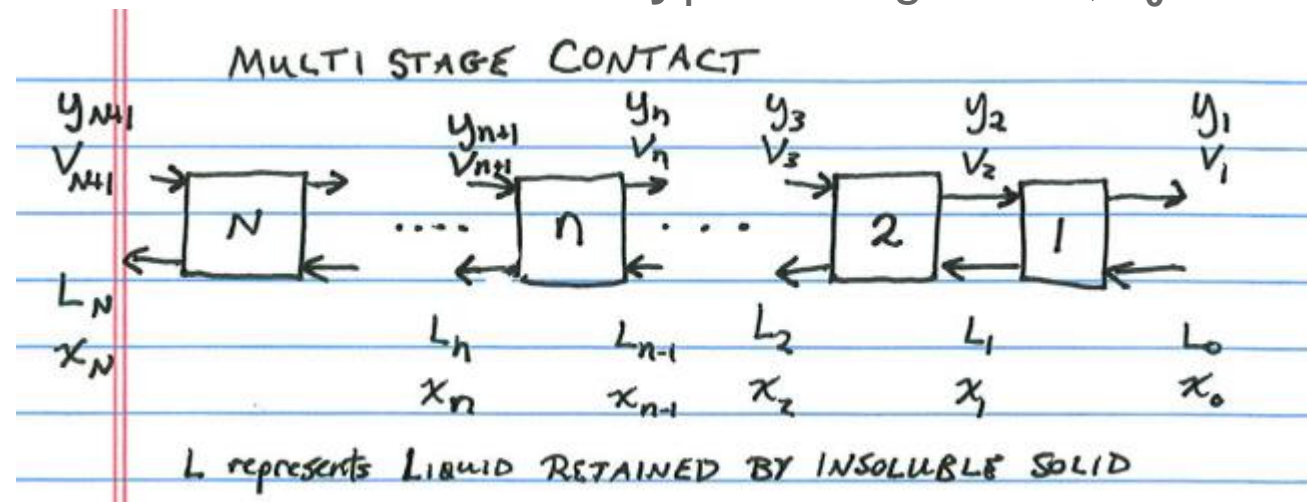 MULTI STAGE CONTACT
yN+1 yn+1 yn y3 y2 y1
VN+1 Vn+1 Vn V3 V2 V1
N .... n ... 2 1
LN Ln Ln-1 L2 L1 L0
xN xn xn-1 x2 x1 x0
L represents LIQUID RETAINED BY INSOLUBLE SOLID